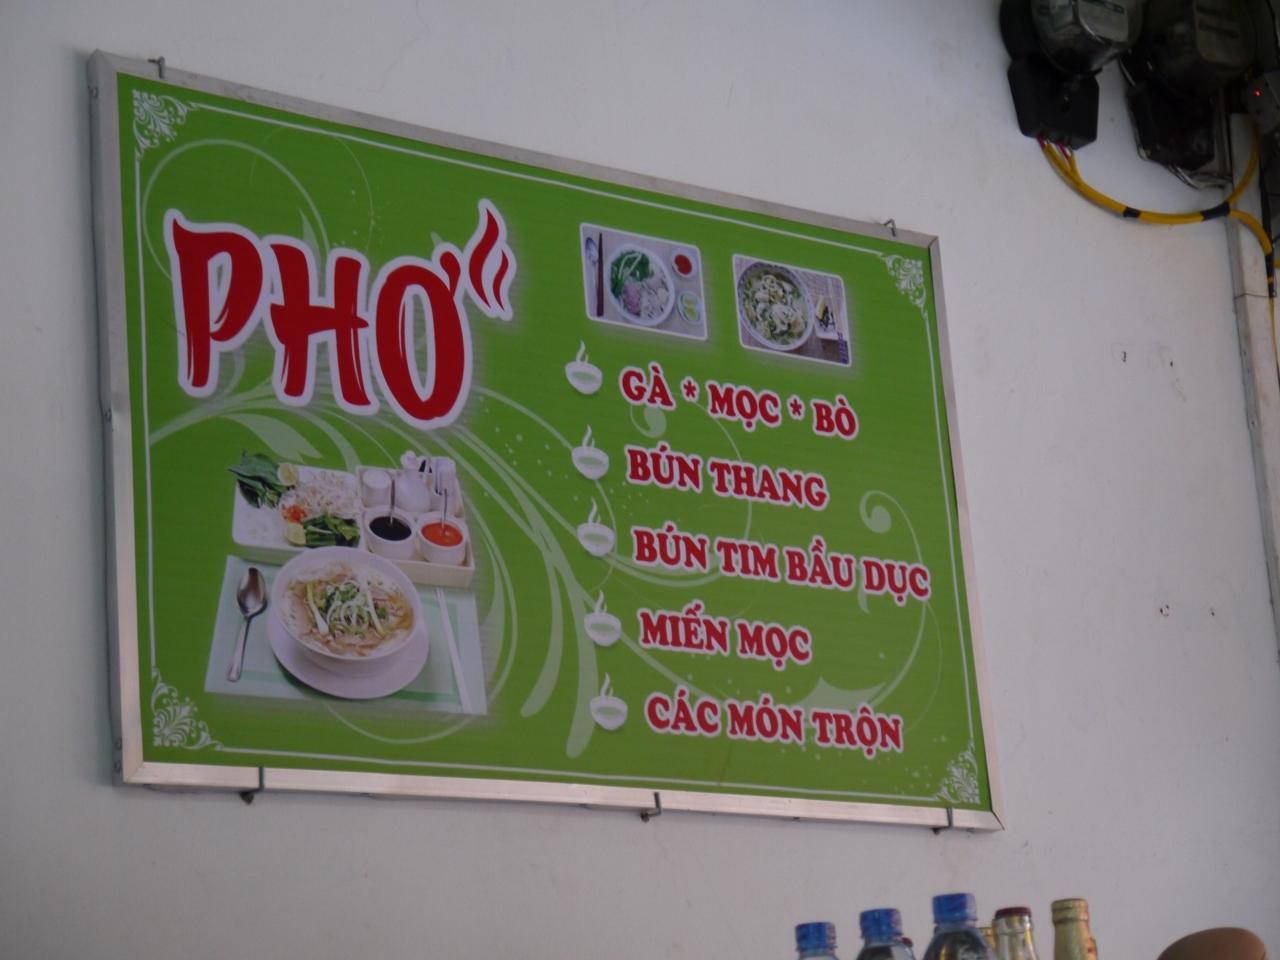 PHỞ
GÀ * MỌC * BÒ
BÚN THANG
BÚN TIM BẦU DỤC
MIẾN MỌC
CÁC MÓN TRỘN